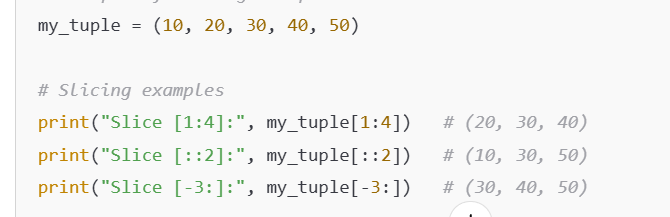 my_tuple = (10, 20, 30, 40, 50)
# Slicing examples
print("Slice [1:4]:", my_tuple[1:4])   # (20, 30, 40)
print("Slice [::2]:", my_tuple[::2])   # (10, 30, 50)
print("Slice [-3:]:", my_tuple[-3:])   # (30, 40, 50)